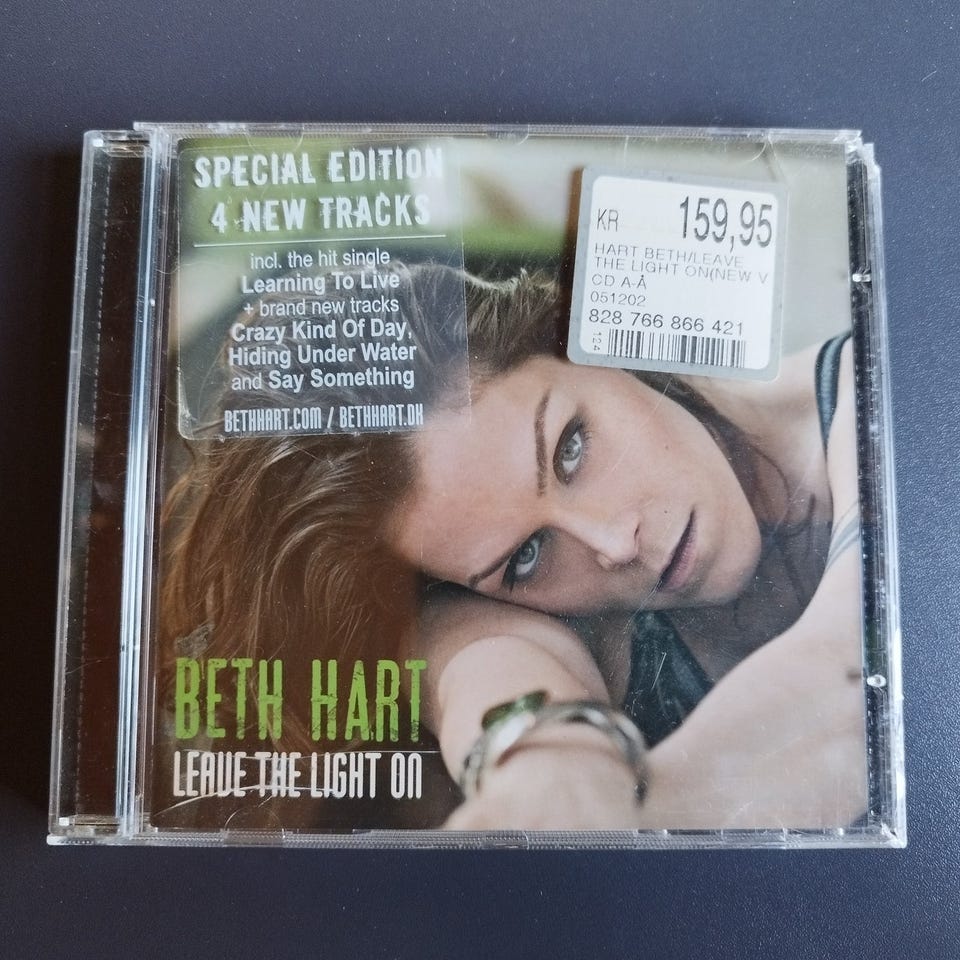 SPECIAL EDITION
4 NEW TRACKS
incl. the hit single
Learning To Live
+ brand new tracks
Crazy Kind Of Day,
Hiding Under Water
and Say Something
BETHHART.COM / BETHHART.DK
KR 159,95
HART BETH/LEAVE
THE LIGHT ON(NEW V
CD A-Å
051202
828 766 866 421
124
BETH HART
LEAVE THE LIGHT ON